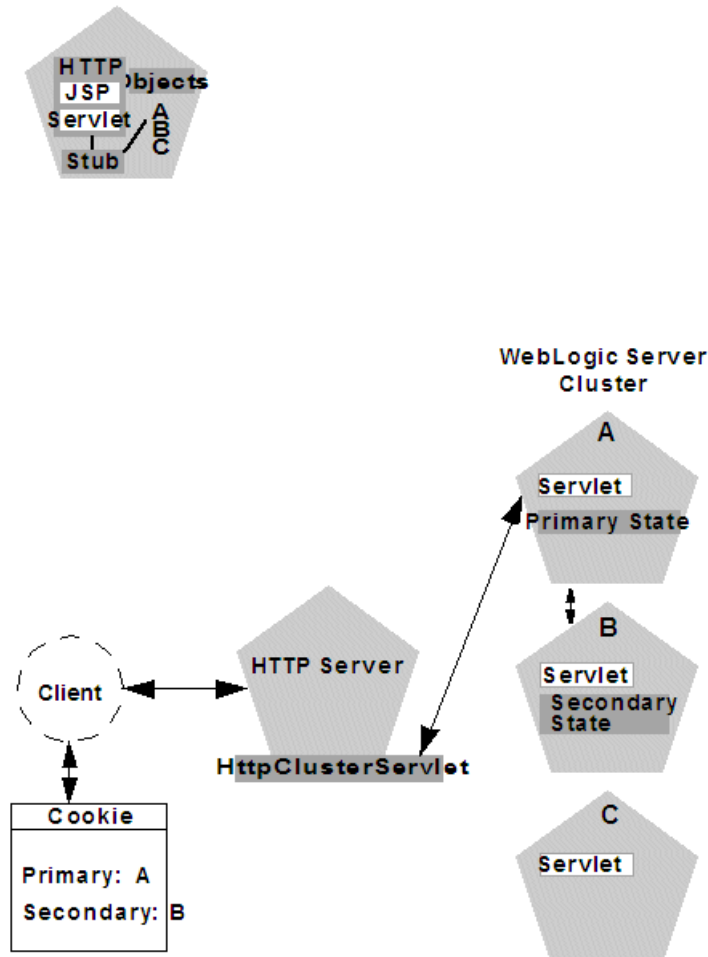 HTTP
Objects
JSP
Servlet
A
B
C
Stub
WebLogic Server
Cluster
A
Servlet
Primary State
B
Servlet
Secondary
State
HTTP Server
Client
HttpClusterServlet
C
Servlet
Cookie
Primary: A
Secondary: B